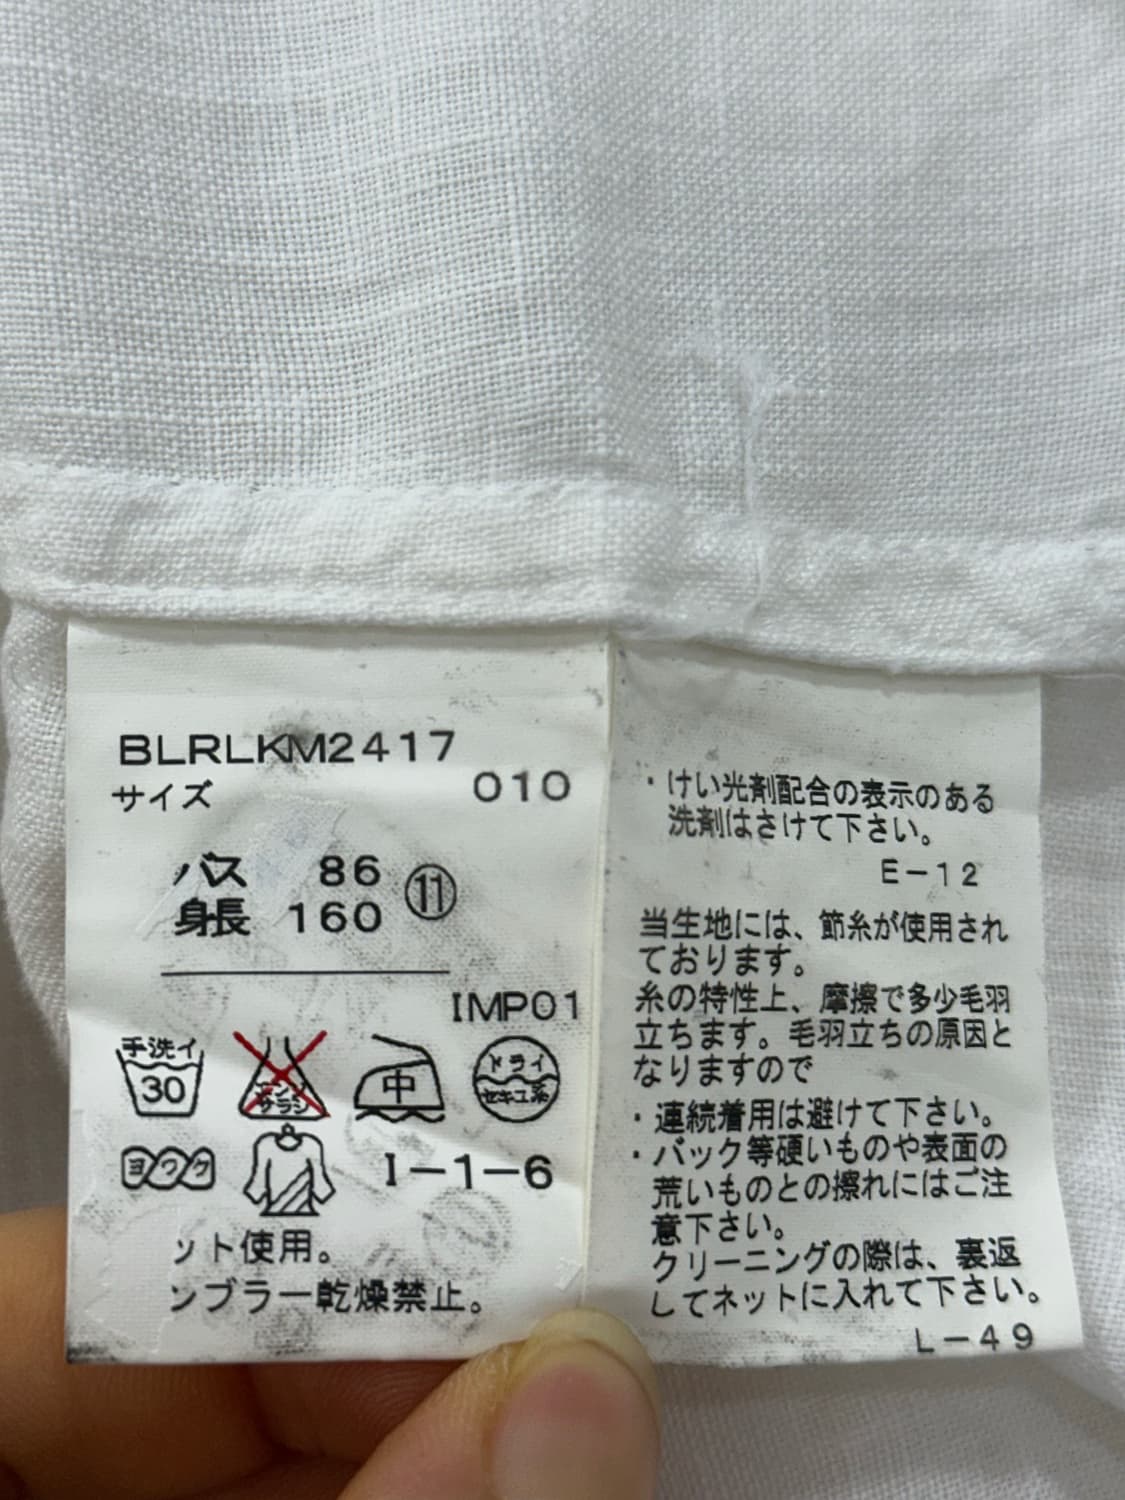 BLRLKM2417
サイズ 010
バス 86
身長 160 ⑪
IMP01
手洗イ
30
エンソ
サラシ
中
ドライ
セキユ系
ヨワク
I-1-6
ット使用。
ンブラー乾燥禁止。
・けい光剤配合の表示のある
洗剤はさけて下さい。
E-12
当生地には、節糸が使用され
ております。
糸の特性上、摩擦で多少毛羽
立ちます。毛羽立ちの原因と
なりますので
・連続着用は避けて下さい。
・バック等硬いものや表面の
荒いものとの擦れにはご注
意下さい。
クリーニングの際は、裏返
してネットに入れて下さい。
L-49